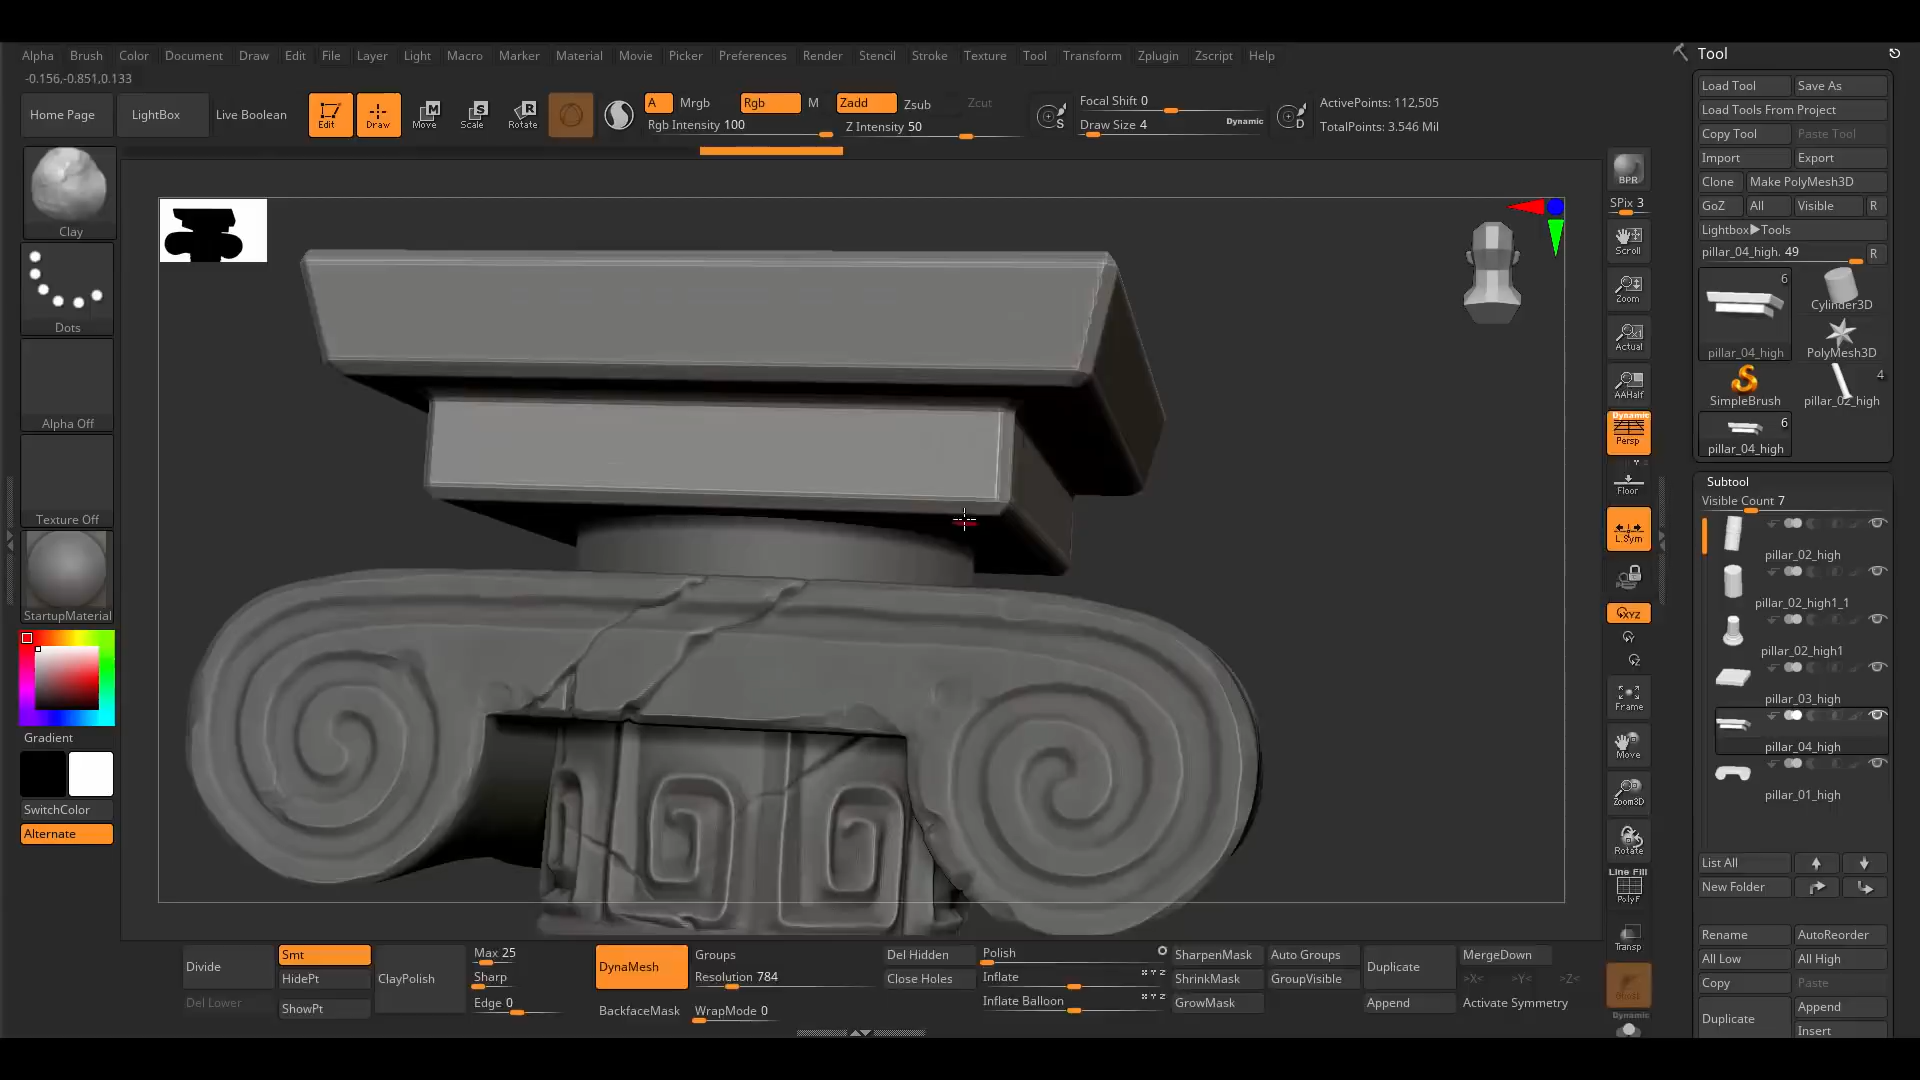 Alpha Brush Color Document Draw Edit File Layer Light Macro Marker Material Movie Picker Preferences Render Stencil Stroke Texture Tool Transform Zplugin Zscript Help
-0.156,-0.851,0.133
Home Page LightBox Live Boolean Edit Draw Move Scale Rotate
A Mrgb Rgb M Zadd Zsub Zcut
Rgb Intensity 100 Z Intensity 50
Focal Shift 0
Draw Size 4 Dynamic
ActivePoints: 112,505
TotalPoints: 3.546 Mil
Clay
Dots
Alpha Off
Texture Off
StartupMaterial
Gradient
SwitchColor
Alternate
BPR
SPix 3
Scroll
Zoom
Actual
AAHalf
Dynamic
Persp
Floor
L.Sym
XYZ
Y
Z
Frame
Move
Zoom3D
Rotate
Line Fill
PolyF
Transp
Dynamic
Tool
Load Tool Save As
Load Tools From Project
Copy Tool Paste Tool
Import Export
Clone Make PolyMesh3D
GoZ All Visible R
Lightbox▶Tools
pillar_04_high. 49 R
6
Cylinder3D
pillar_04_high PolyMesh3D
4
SimpleBrush pillar_02_high
6
pillar_04_high
Subtool
Visible Count 7
pillar_02_high
pillar_02_high1_1
pillar_02_high1
pillar_03_high
pillar_04_high
pillar_01_high
List All
New Folder
Rename AutoReorder
All Low All High
Copy Paste
Duplicate Append
Insert
Divide Smt
HidePt
Del Lower ShowPt
ClayPolish
Max 25
Sharp
Edge 0
DynaMesh
BackfaceMask
Groups
Resolution 784
WrapMode 0
Del Hidden
Close Holes
Polish
Inflate
Inflate Balloon
SharpenMask
ShrinkMask
GrowMask
Auto Groups
GroupVisible
Duplicate
Append
MergeDown
>X< >Y< >Z<
Activate Symmetry